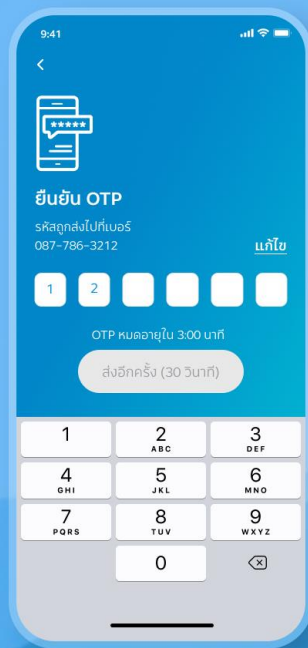 9:41
*****
ยืนยัน OTP
รหัสถูกส่งไปที่เบอร์
087-786-3212
แก้ไข
1 2
OTP หมดอายุใน 3:00 นาที
ส่งอีกครั้ง (30 วินาที)
1 2 3
ABC DEF
4 5 6
GHI JKL MNO
7 8 9
PQRS TUV WXYZ
0